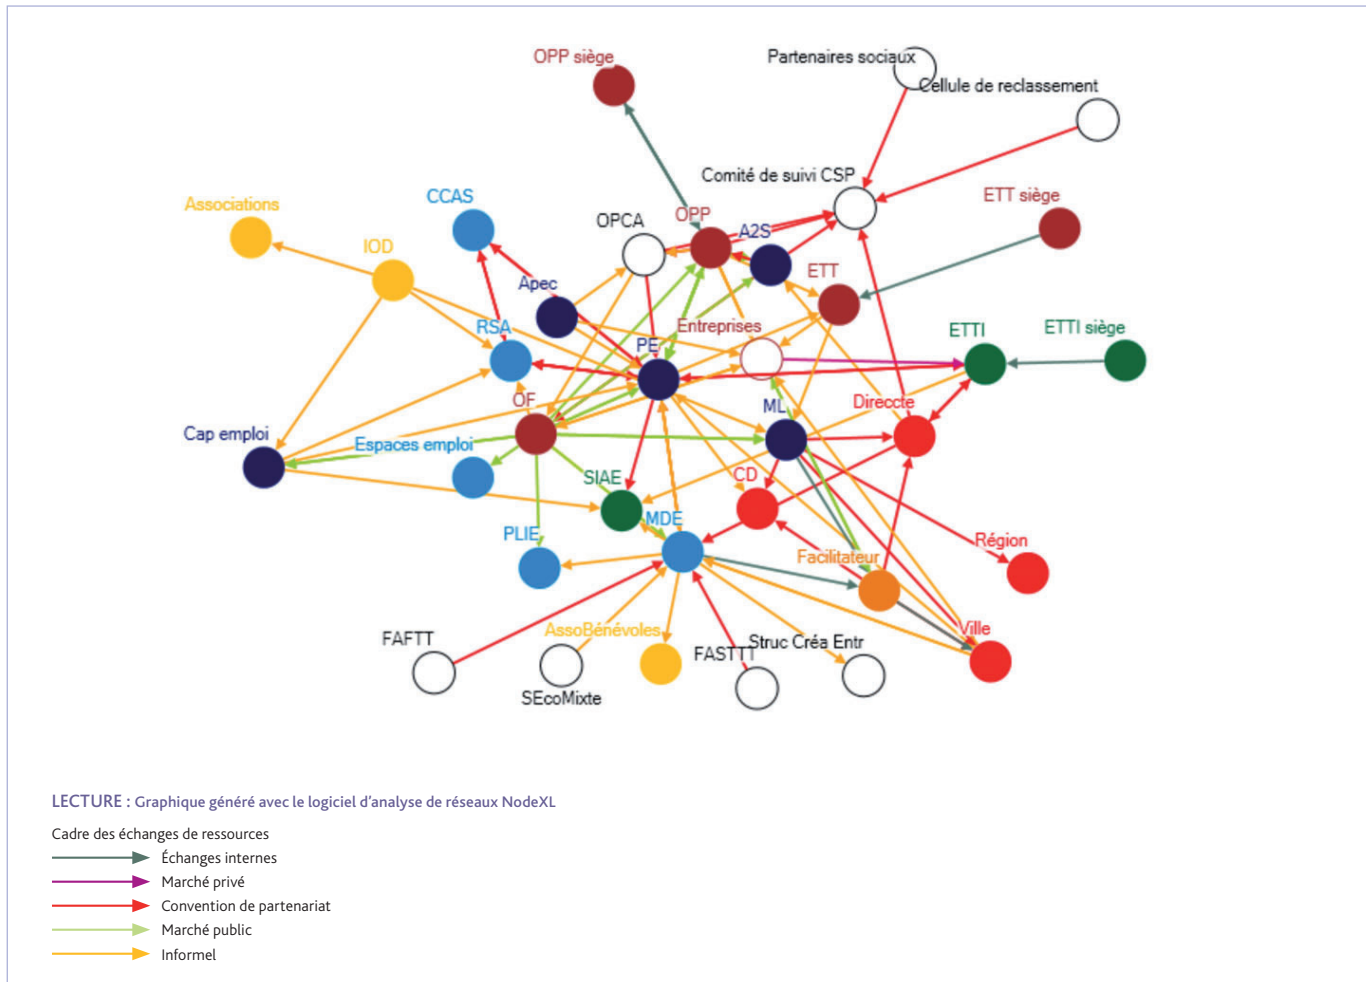 OPP siège
Partenaires sociaux
Cellule de reclassement
Comité de suivi CSP
ETT siège
CCAS
Associations
OPCA
OPP
A2S
IOD
ETT
Apec
Entreprises
RSA
PE
ETTI
ETTI siège
OF
ML
Direccte
Cap emploi
Espaces emploi
SIAE
CD
MDE
PLIE
Région
Facilitateur
Ville
FAFTT
AssoBénévoles
FASTTT
Struc Créa Entr
SEcoMixte
LECTURE : Graphique généré avec le logiciel d'analyse de réseaux NodeXL
Cadre des échanges de ressources
Échanges internes
Marché privé
Convention de partenariat
Marché public
Informel